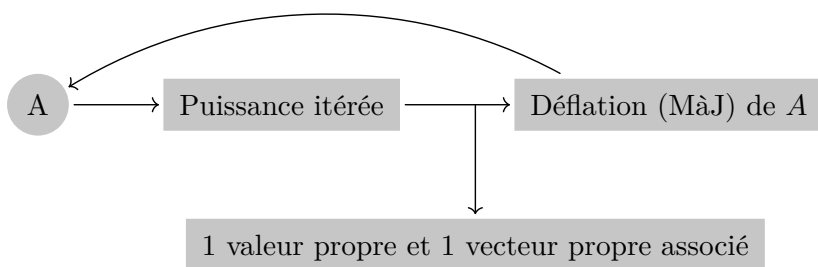 A
Puissance itérée
Déflation (MàJ) de A
1 valeur propre et 1 vecteur propre associé